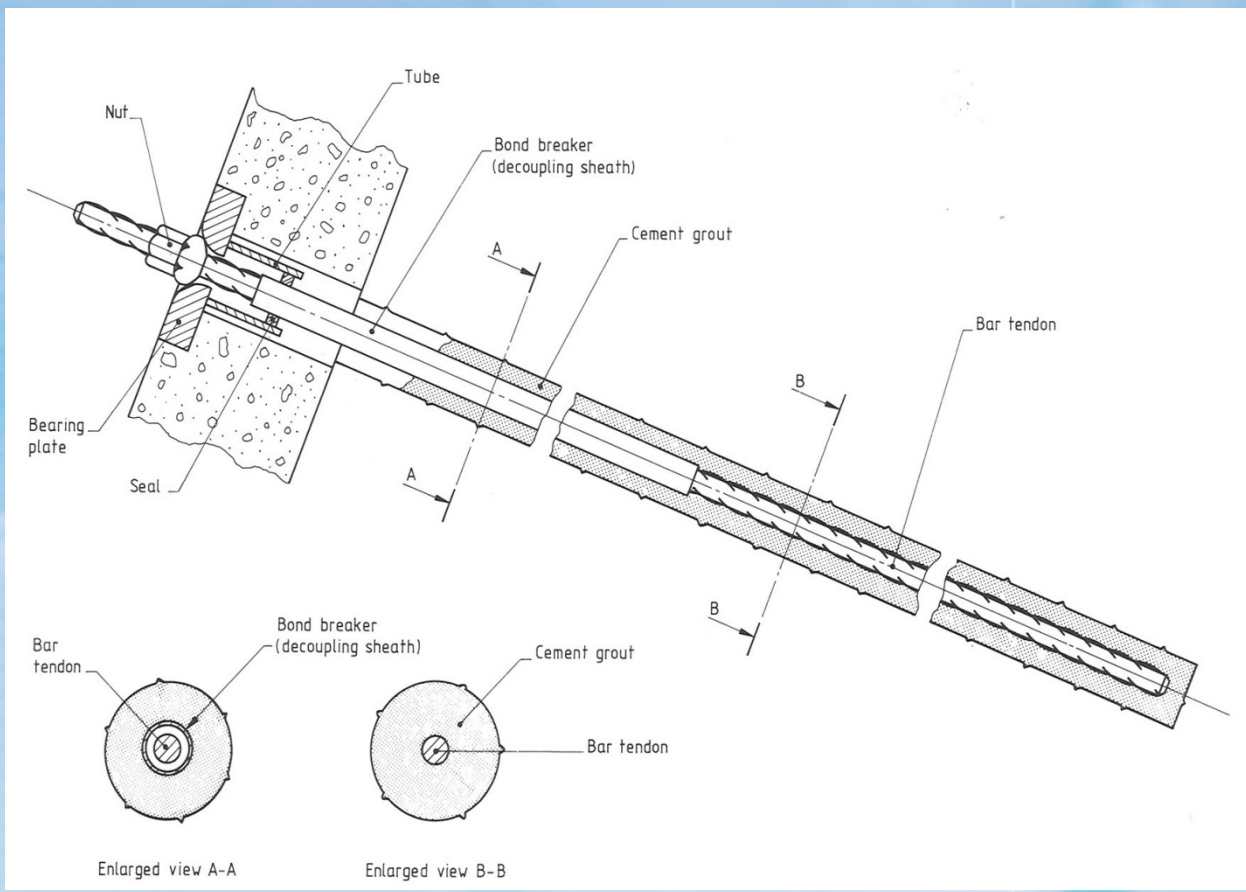 Tube
Nut
Bond breaker
(decoupling sheath)
Cement grout
A
Bar tendon
B
Bearing
plate
Seal
A
B
Bar
tendon
Bond breaker
(decoupling sheath)
Cement grout
Bar tendon
Enlarged view A-A
Enlarged view B-B